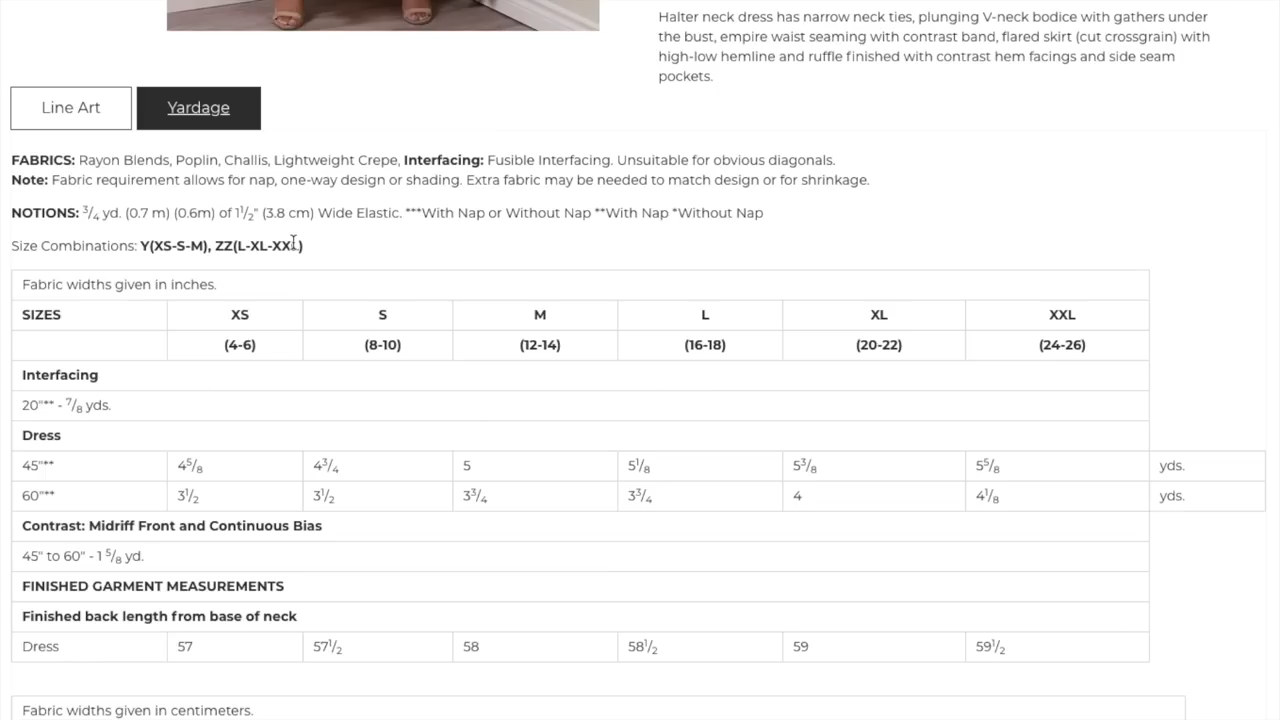 Halter neck dress has narrow neck ties, plunging V-neck bodice with gathers under
the bust, empire waist seaming with contrast band, flared skirt (cut crossgrain) with
high-low hemline and ruffle finished with contrast hem facings and side seam
pockets.
Line Art Yardage
FABRICS: Rayon Blends, Poplin, Challis, Lightweight Crepe, Interfacing: Fusible Interfacing. Unsuitable for obvious diagonals.
Note: Fabric requirement allows for nap, one-way design or shading. Extra fabric may be needed to match design or for shrinkage.
NOTIONS: 3/4 yd. (0.7 m) (0.6m) of 11/2" (3.8 cm) Wide Elastic. ***With Nap or Without Nap **With Nap *Without Nap
Size Combinations: Y(XS-S-M), ZZ(L-XL-XXL)
Fabric widths given in inches.
SIZES XS S M L XL XXL
(4-6) (8-10) (12-14) (16-18) (20-22) (24-26)
Interfacing
20"** - 7/8 yds.
Dress
45"** 45/8 43/4 5 51/8 53/8 55/8 yds.
60"** 31/2 31/2 33/4 33/4 4 41/8 yds.
Contrast: Midriff Front and Continuous Bias
45" to 60" - 1 5/8 yd.
FINISHED GARMENT MEASUREMENTS
Finished back length from base of neck
Dress 57 571/2 58 581/2 59 591/2
Fabric widths given in centimeters.